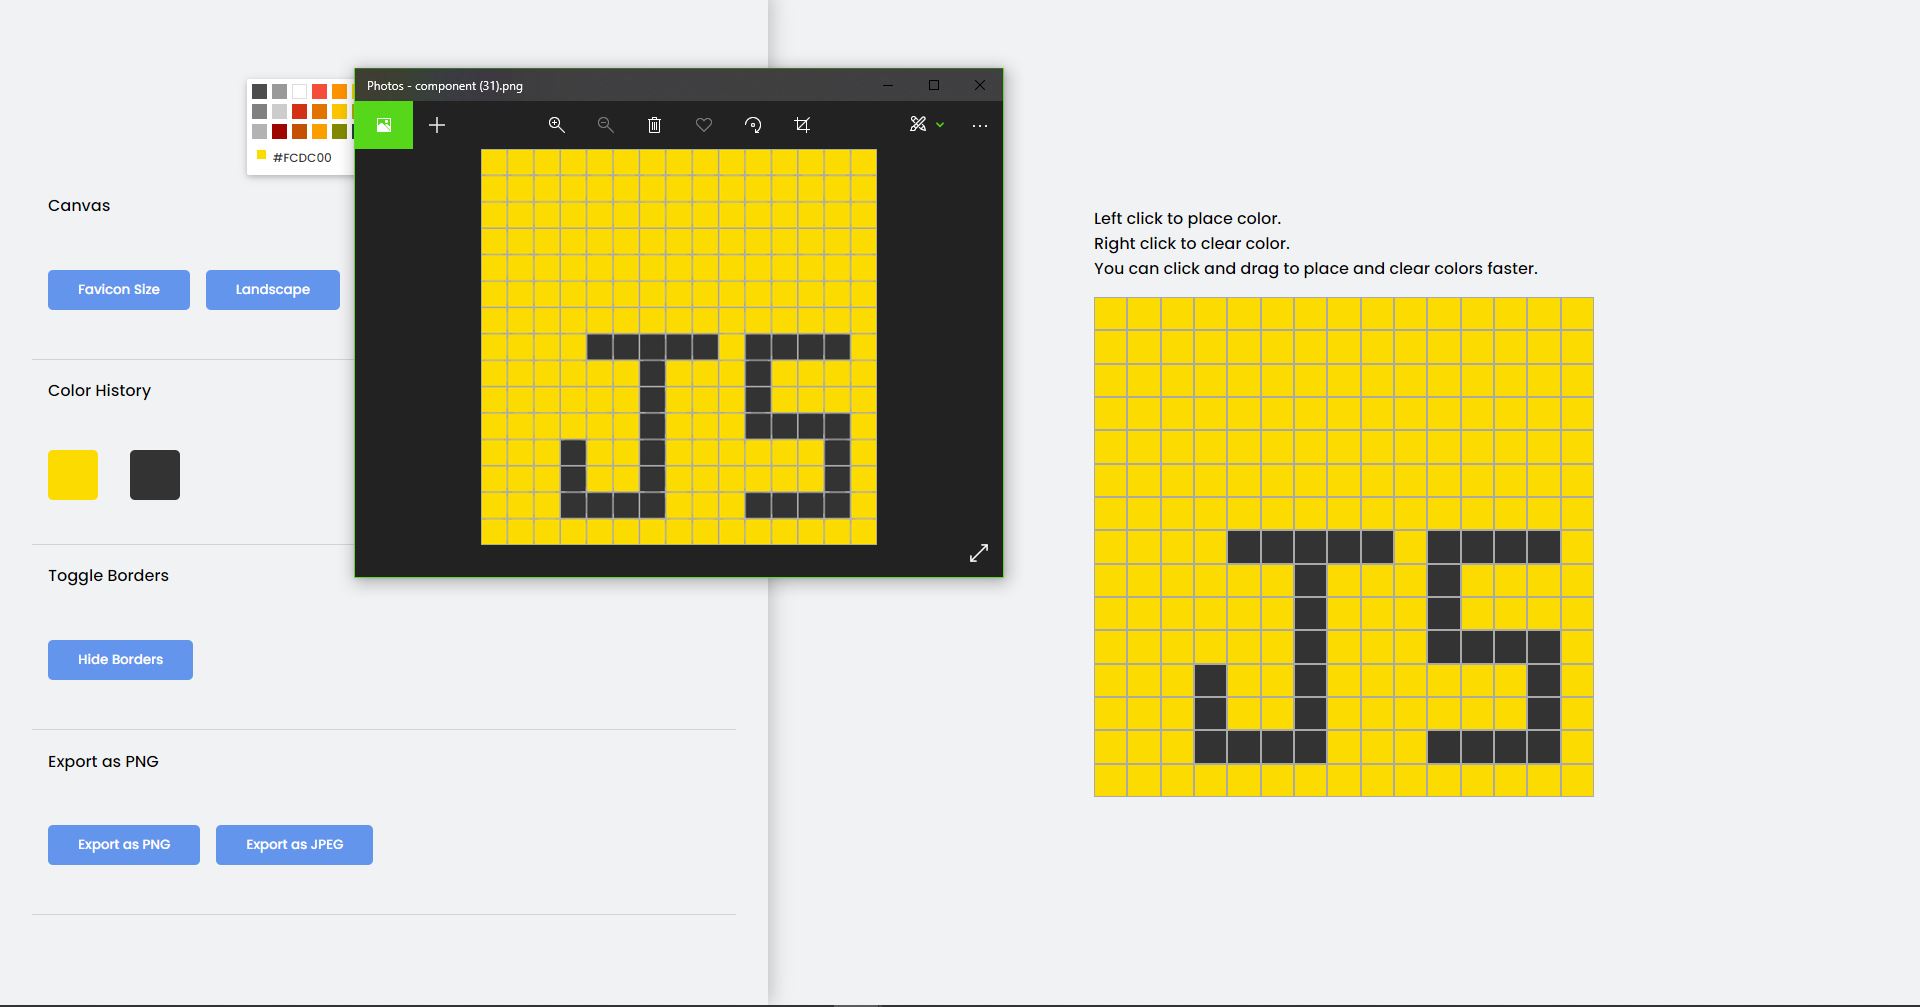 Photos - component (31).png
#FCDC00
Canvas
Favicon Size
Landscape
Color History
Toggle Borders
Hide Borders
Export as PNG
Export as PNG
Export as JPEG
Left click to place color.
Right click to clear color.
You can click and drag to place and clear colors faster.
JS
JS